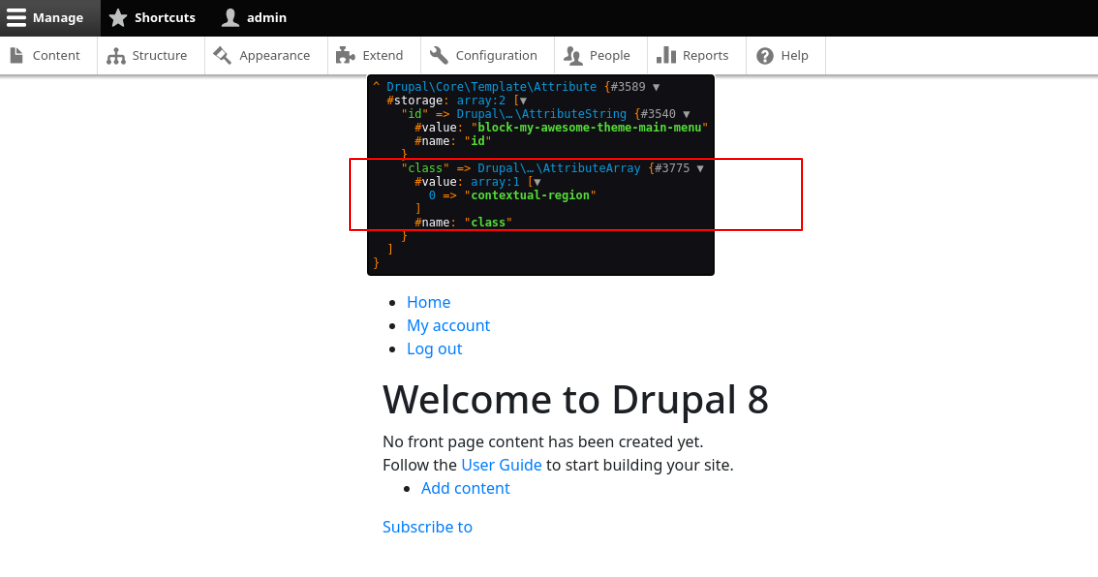 Manage Shortcuts admin
Content Structure Appearance Extend Configuration People Reports Help
^ Drupal\Core\Template\Attribute {#3589 ▼
#storage: array:2 [▼
"id" => Drupal\…\AttributeString {#3540 ▼
#value: "block-my-awesome-theme-main-menu"
#name: "id"
}
"class" => Drupal\…\AttributeArray {#3775 ▼
#value: array:1 [▼
0 => "contextual-region"
]
#name: "class"
}
]
}
Home
My account
Log out
Welcome to Drupal 8
No front page content has been created yet.
Follow the User Guide to start building your site.
Add content
Subscribe to